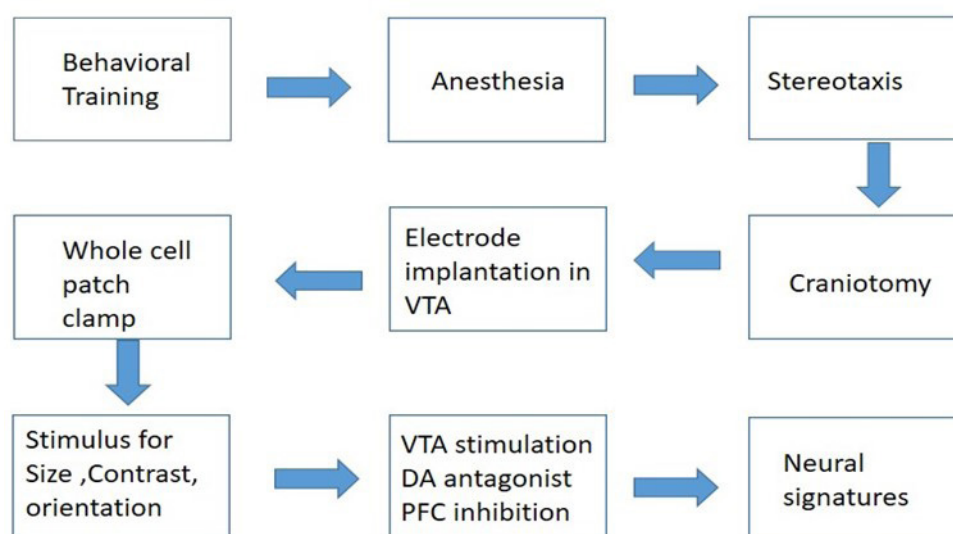 Behavioral
Training
Anesthesia
Stereotaxis
Craniotomy
Electrode
implantation in
VTA
Whole cell
patch
clamp
Stimulus for
Size ,Contrast,
orientation
VTA stimulation
DA antagonist
PFC inhibition
Neural
signatures